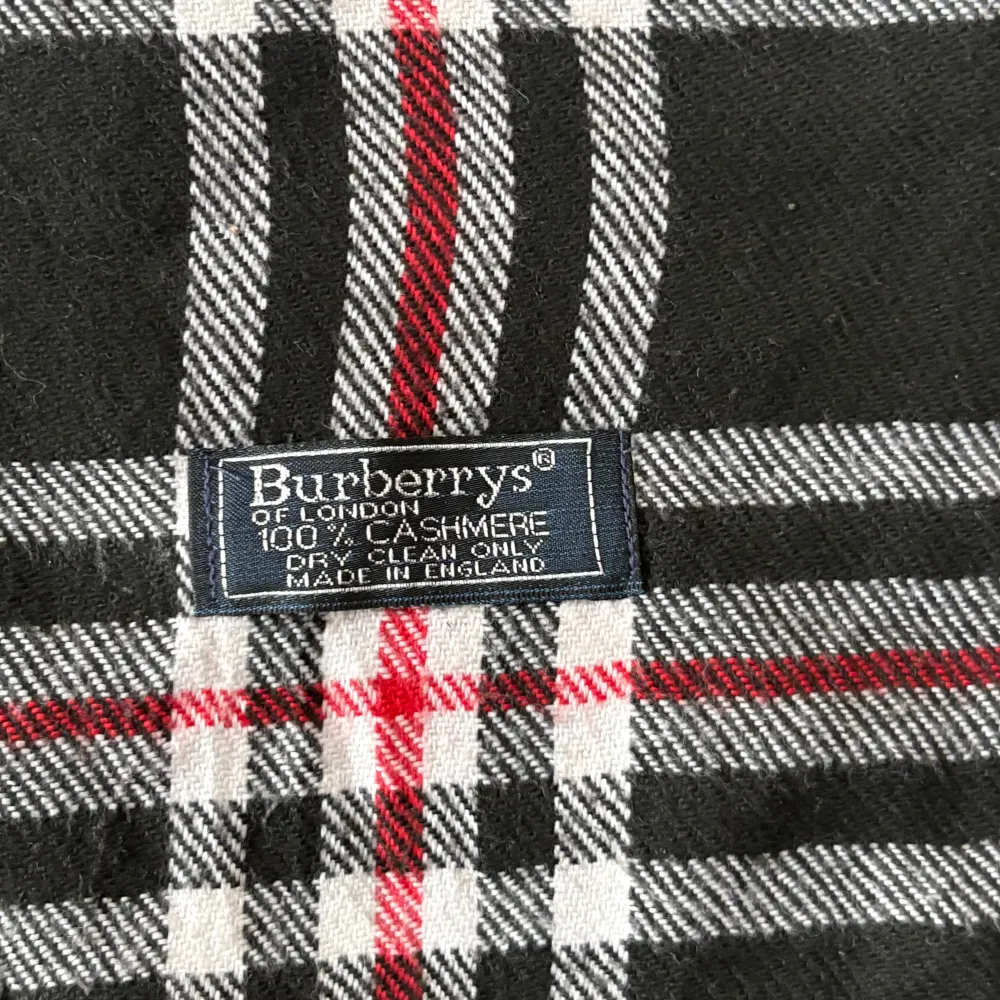 Burberrys®
OF LONDON
100% CASHMERE
DRY CLEAN ONLY
MADE IN ENGLAND